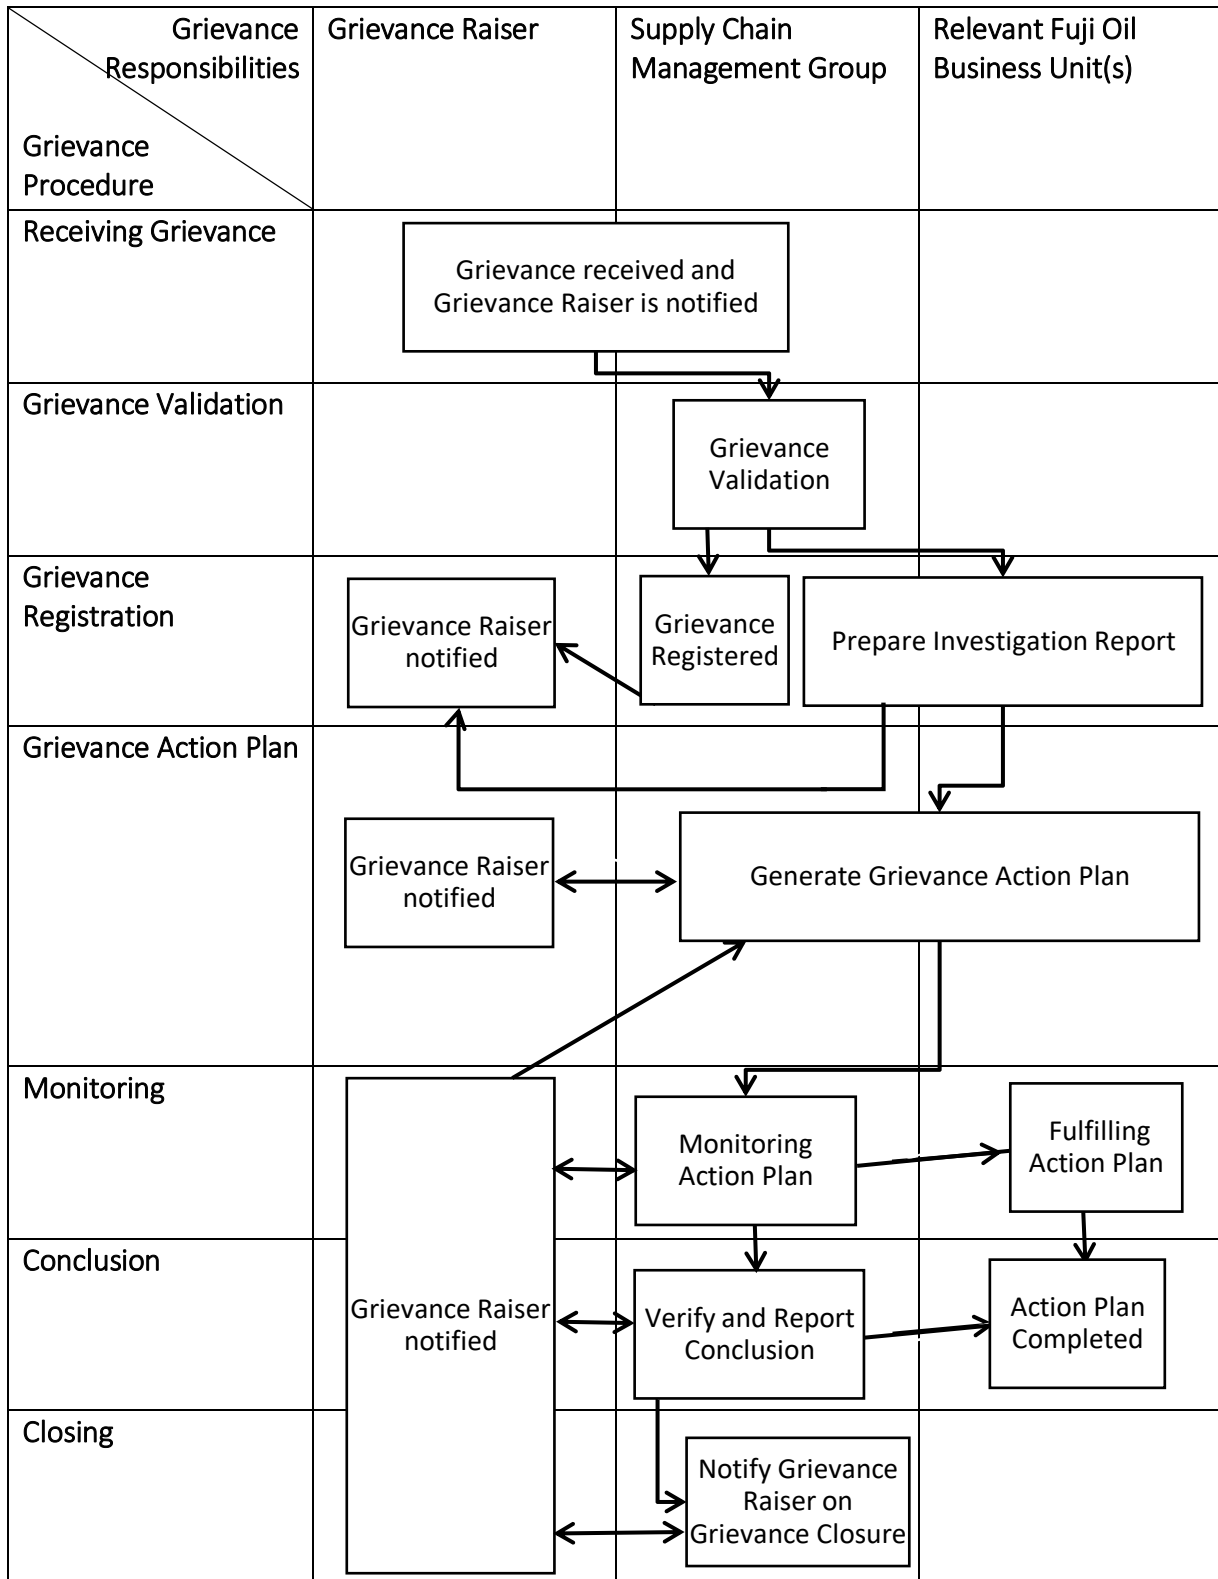 Grievance
Responsibilities
Grievance
Procedure
Grievance Raiser
Supply Chain
Management Group
Relevant Fuji Oil
Business Unit(s)
Receiving Grievance
Grievance received and
Grievance Raiser is notified
Grievance Validation
Grievance
Validation
Grievance
Registration
Grievance Raiser
notified
Grievance
Registered
Prepare Investigation Report
Grievance Action Plan
Grievance Raiser
notified
Generate Grievance Action Plan
Monitoring
Monitoring
Action Plan
Fulfilling
Action Plan
Conclusion
Grievance Raiser
notified
Verify and Report
Conclusion
Action Plan
Completed
Closing
Notify Grievance
Raiser on
Grievance Closure